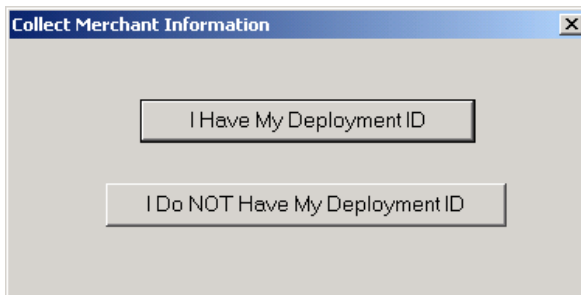 Collect Merchant Information
I Have My Deployment ID
I Do NOT Have My Deployment ID